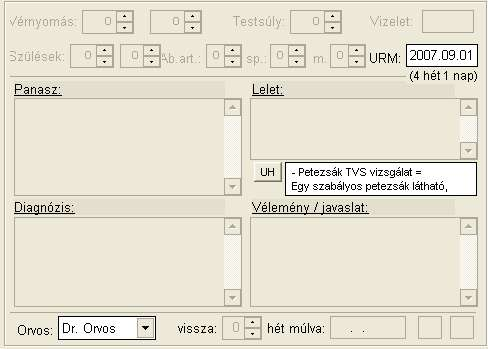 Vérnyomás: 0 0 Testsúly: 0 Vizelet:
Szülések: 0 0 Ab.art.: 0 sp.: 0 m. 0 URM: 2007.09.01
(4 hét 1 nap)
Panasz: Lelet:
UH - Petezsák TVS vizsgálat =
Egy szabályos petezsák látható,
Diagnózis: Vélemény / javaslat:
Orvos: Dr. Orvos vissza: 0 hét múlva: . .